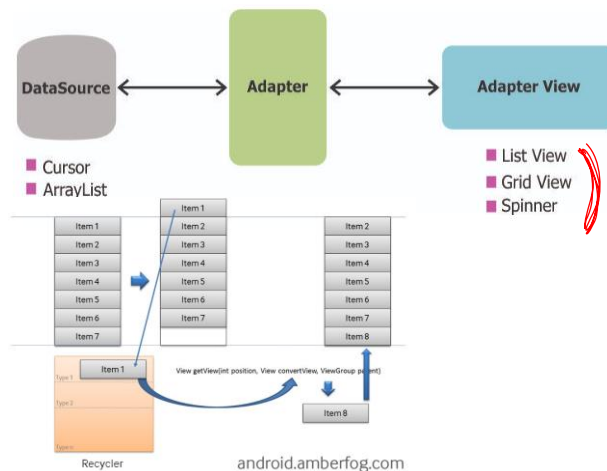 DataSource
Adapter
Adapter View
Cursor
ArrayList
List View
Grid View
Spinner
Item 1
Item 2
Item 3
Item 4
Item 5
Item 6
Item 7
Item 1
Item 2
Item 3
Item 4
Item 5
Item 6
Item 7
Item 2
Item 3
Item 4
Item 5
Item 6
Item 7
Item 8
Type 1
Item 1
View getView(int position, View convertView, ViewGroup parent)
Type 2
Item 8
Type n
Recycler
android.amberfog.com